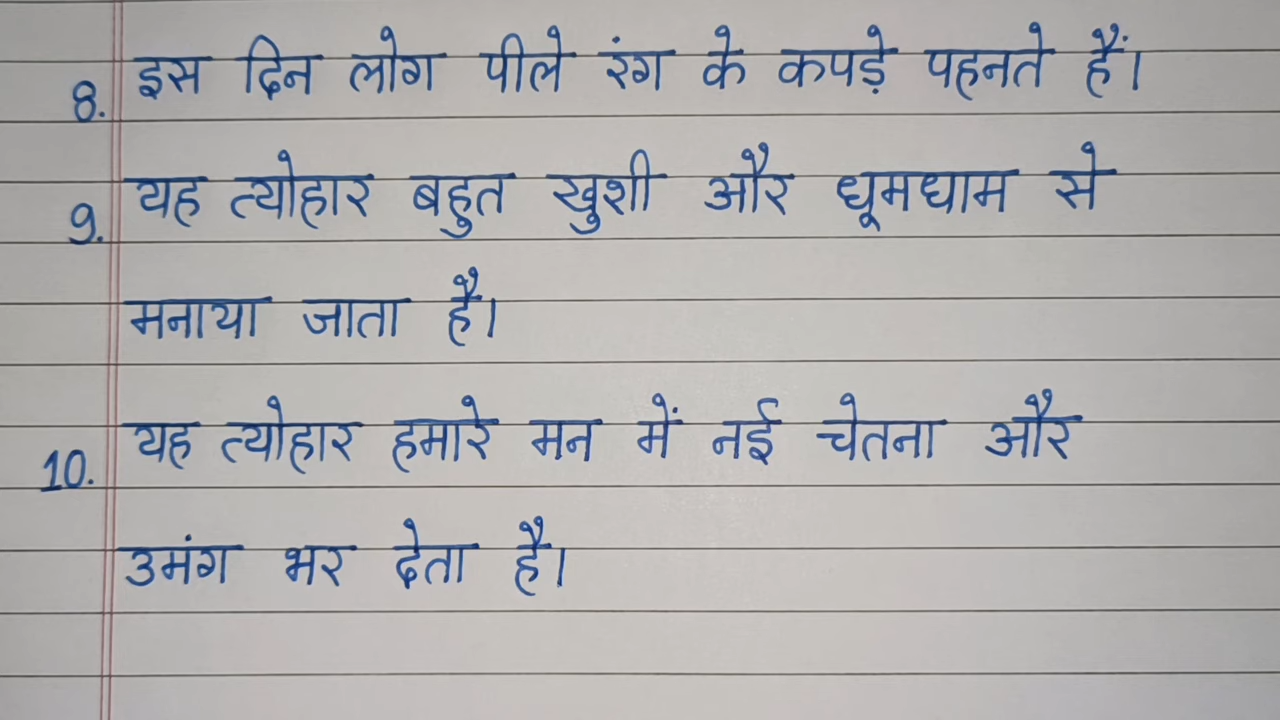 8. इस दिन लोग पीले रंग के कपड़े पहनते हैं।
9. यह त्योहार बहुत खुशी और धूमधाम से
मनाया जाता है।
10. यह त्योहार हमारे मन में नई चेतना और
उमंग भर देता है।